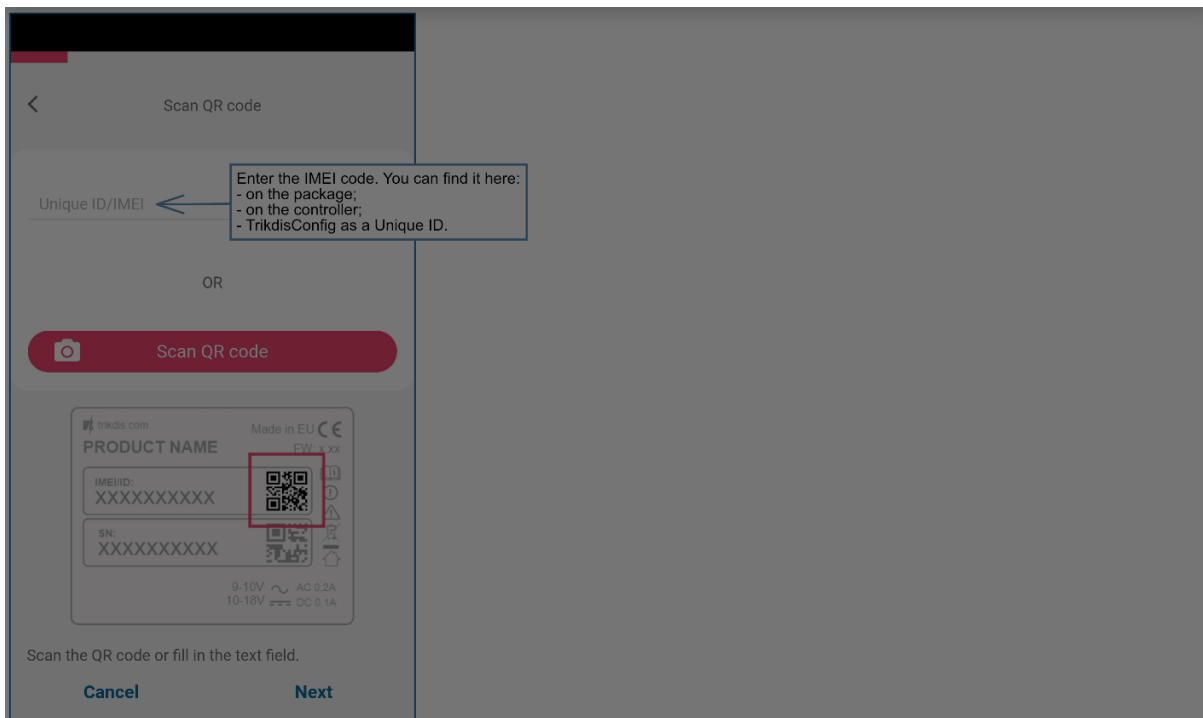 Scan QR code
Enter the IMEI code. You can find it here:
- on the package;
- on the controller;
- TrikdisConfig as a Unique ID.
Unique ID/IMEI
OR
Scan QR code
trikdis.com
Made in EU CE
PRODUCT NAME
FW: x.xx
IMEI/ID:
XXXXXXXXXX
SN:
XXXXXXXXXX
9-10V AC 0.2A
10-18V DC 0.1A
Scan the QR code or fill in the text field.
Cancel
Next